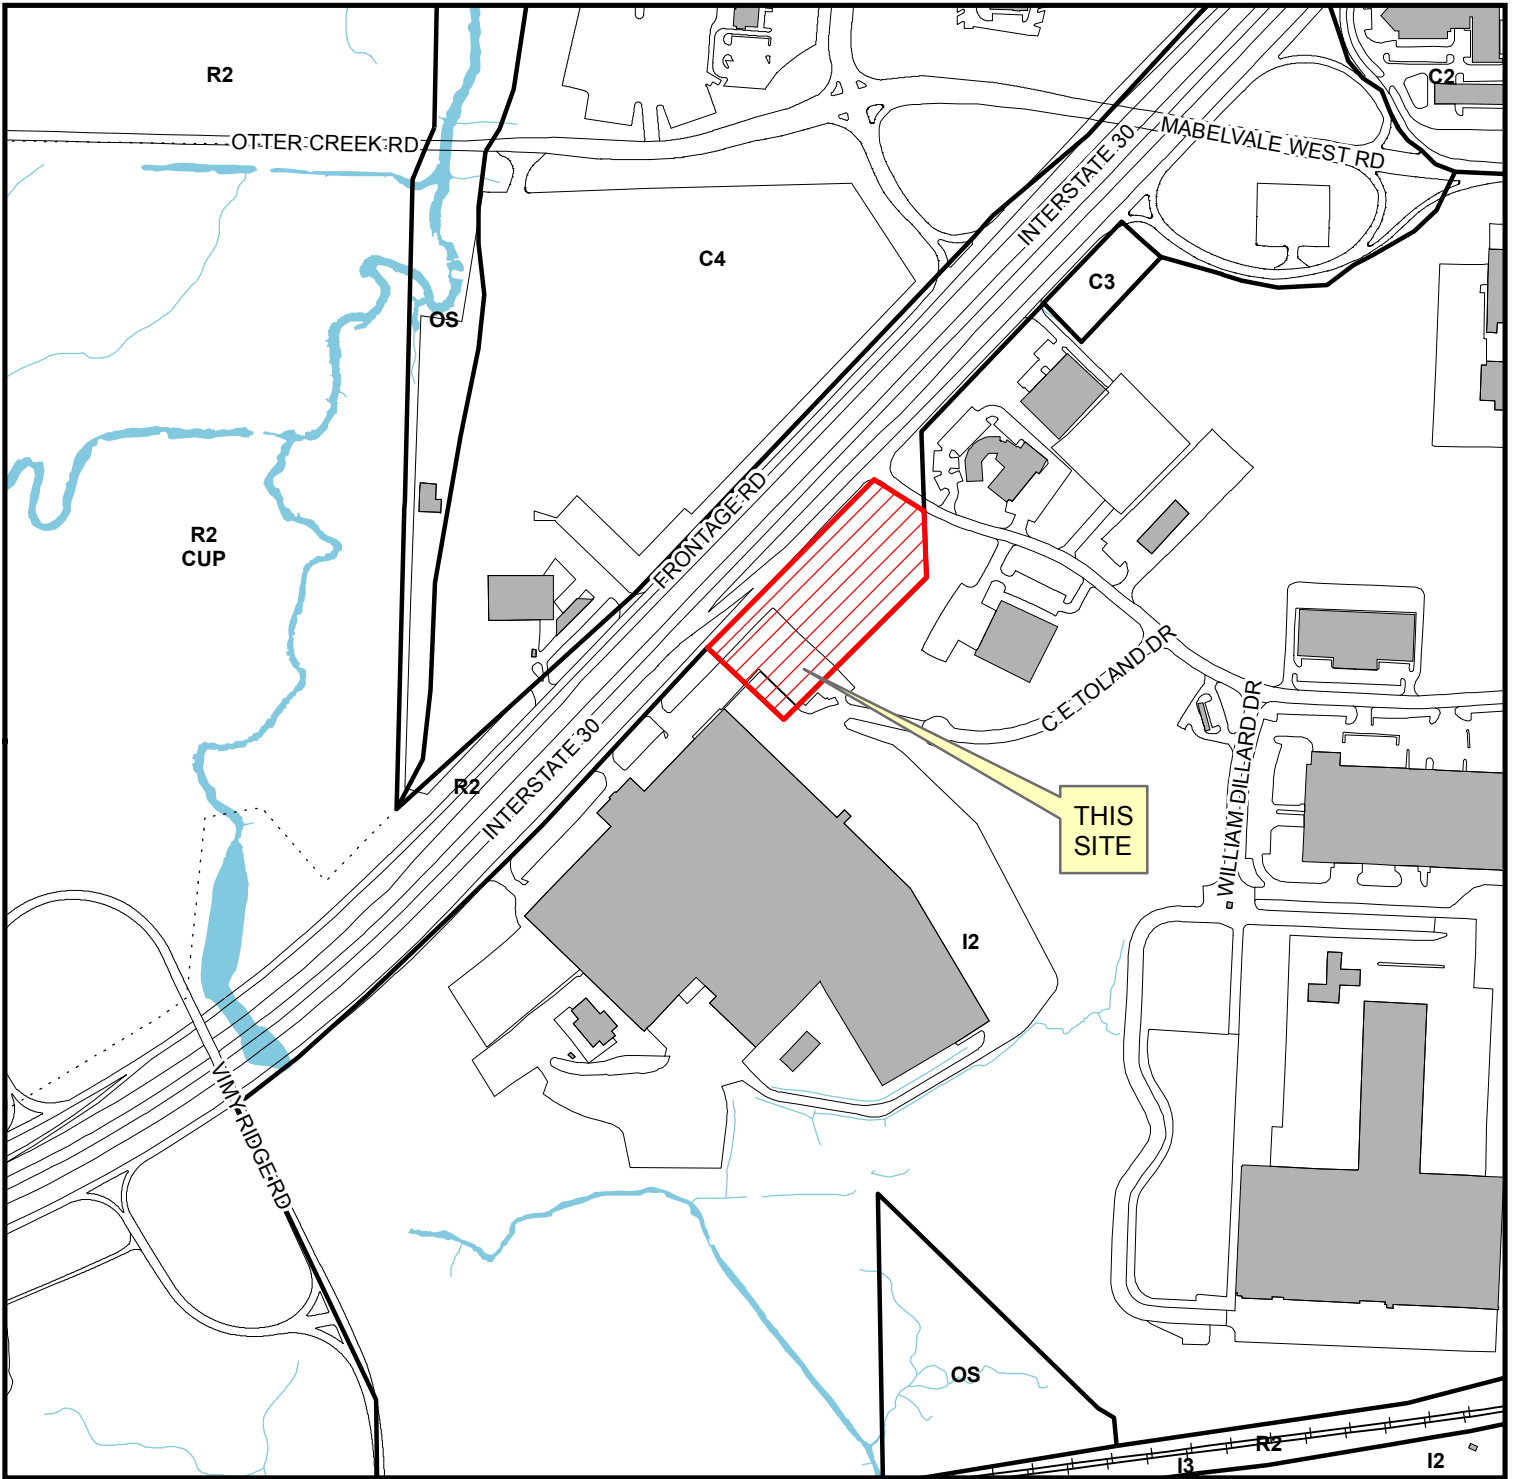 R2
C2
OTTER CREEK RD
MABELVALE WEST RD
INTERSTATE 30
C4
C3
OS
FRONTAGE RD
R2
CUP
C E TOLAND DR
WILLIAM DILLARD DR
R2
INTERSTATE 30
THIS
SITE
I2
VIMY RIDGE RD
OS
R2
I3
I2